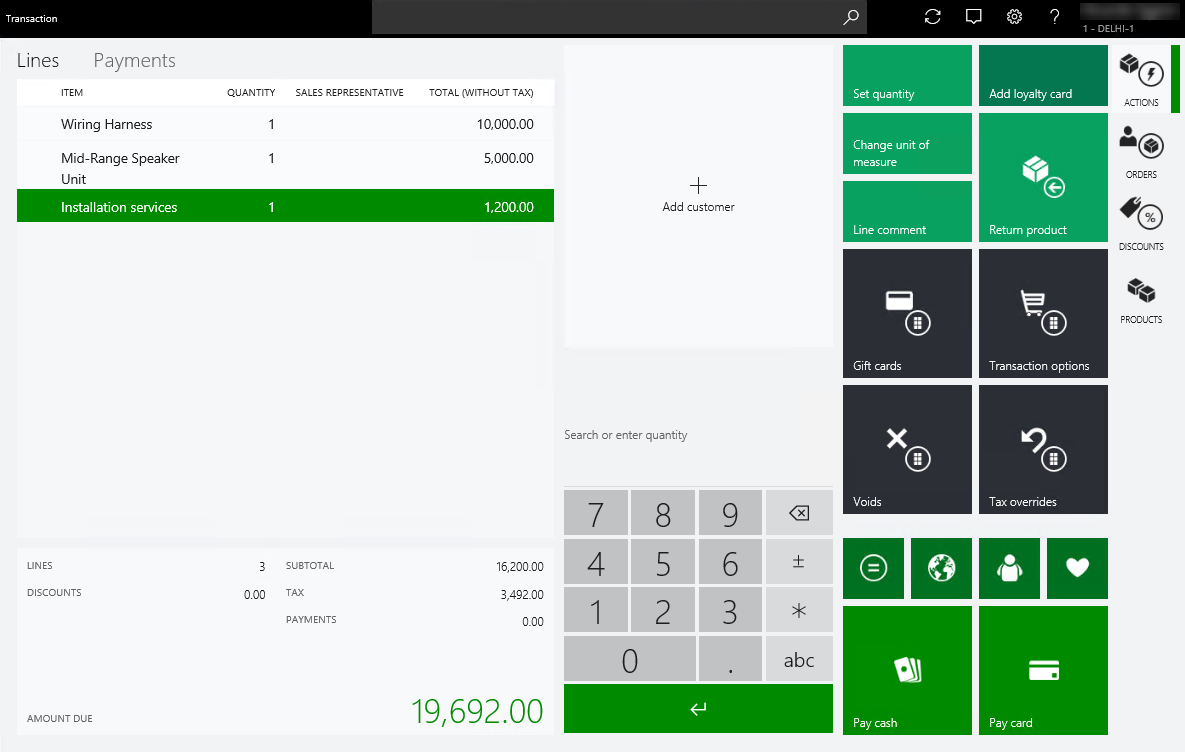 Transaction
1 - DELHI-1
Lines Payments
ITEM QUANTITY SALES REPRESENTATIVE TOTAL (WITHOUT TAX)
Wiring Harness 1 10,000.00
Mid-Range Speaker 1 5,000.00
Unit
Installation services 1 1,200.00
LINES 3 SUBTOTAL 16,200.00
DISCOUNTS 0.00 TAX 3,492.00
PAYMENTS 0.00
AMOUNT DUE 19,692.00
Add customer
Search or enter quantity
7 8 9
4 5 6 ±
1 2 3 *
0 . abc
Set quantity
Add loyalty card
Change unit of
measure
Line comment
Return product
Gift cards
Transaction options
Voids
Tax overrides
Pay cash
Pay card
ACTIONS
ORDERS
%
DISCOUNTS
PRODUCTS